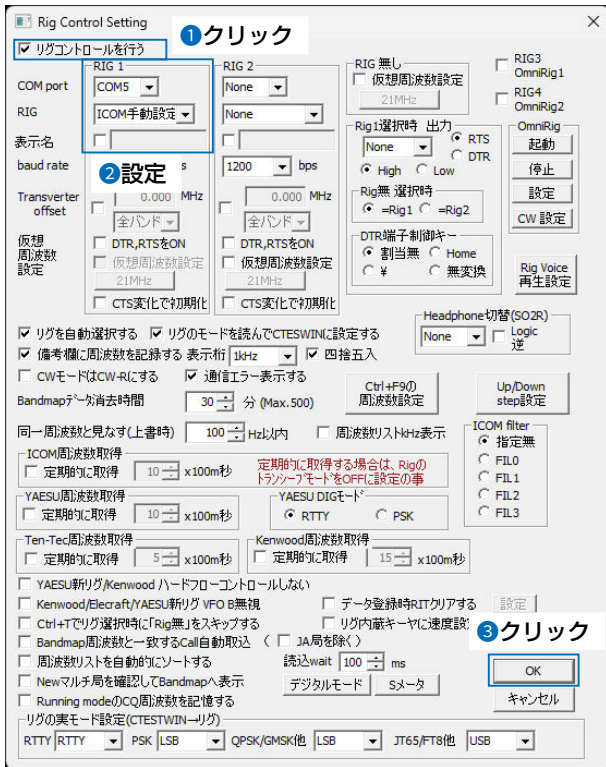 Rig Control Setting
リグコントロールを行う
❶クリック
RIG 1
RIG 2
RIG 無し
仮想周波数設定
21MHz
RIG3
OmniRig1
RIG4
OmniRig2
COM port
COM5
None
RIG
ICOM手動設定
None
表示名
❷設定
baud rate
s
1200
bps
Transverter
offset
0.000 MHz
0.000 MHz
全バンド
全バンド
仮想
周波数
設定
DTR,RTSをON
DTR,RTSをON
仮想周波数設定
仮想周波数設定
21MHz
21MHz
CTS変化で初期化
CTS変化で初期化
Rig1選択時 出力
None
RTS
DTR
High
Low
Rig無 選択時
=Rig1
=Rig2
DTR端子制御キー
割当無
Home
¥
無変換
OmniRig
起動
停止
設定
CW 設定
Rig Voice
再生設定
Headphone切替(SO2R)
None
Logic
逆
リグを自動選択する
リグのモードを読んでCTESWINに設定する
備考欄に周波数を記録する 表示桁
1kHz
四捨五入
CWモードはCW-Rにする
通信エラー表示する
Ctrl+F9の
周波数設定
Up/Down
step設定
Bandmapデータ消去時間
30
分 (Max.500)
同一周波数と見なす(上書時)
100
Hz以内
周波数リストkHz表示
ICOM filter
指定無
FIL0
FIL1
FIL2
FIL3
ICOM周波数取得
定期的に取得
10
x100m秒
定期的に取得する場合は、Rigの
トランシーブモードをOFFに設定の事
YAESU周波数取得
定期的に取得
10
x100m秒
YAESU DIGモード
RTTY
PSK
Ten-Tec周波数取得
定期的に取得
5
x100m秒
Kenwood周波数取得
定期的に取得
15
x100m秒
YAESU新リグ/Kenwood ハードフローコントロールしない
Kenwood/Elecraft/YAESU新リグ VFO B無視
データ登録時RITクリアする
設定
Ctrl+Tでリグ選択時に「Rig無」をスキップする
リグ内蔵キーヤに速度設
❸クリック
Bandmap周波数と一致するCall自動取込
( JA局を除く )
周波数リストを自動的にソートする
読込wait
100
ms
OK
Newマルチ局を確認してBandmapへ表示
デジタルモード
Sメータ
キャンセル
Running modeのCQ周波数を記憶する
リグの実モード設定(CTESTWIN→リグ)
RTTY
RTTY
PSK
LSB
QPSK/GMSK他
LSB
JT65/FT8他
USB